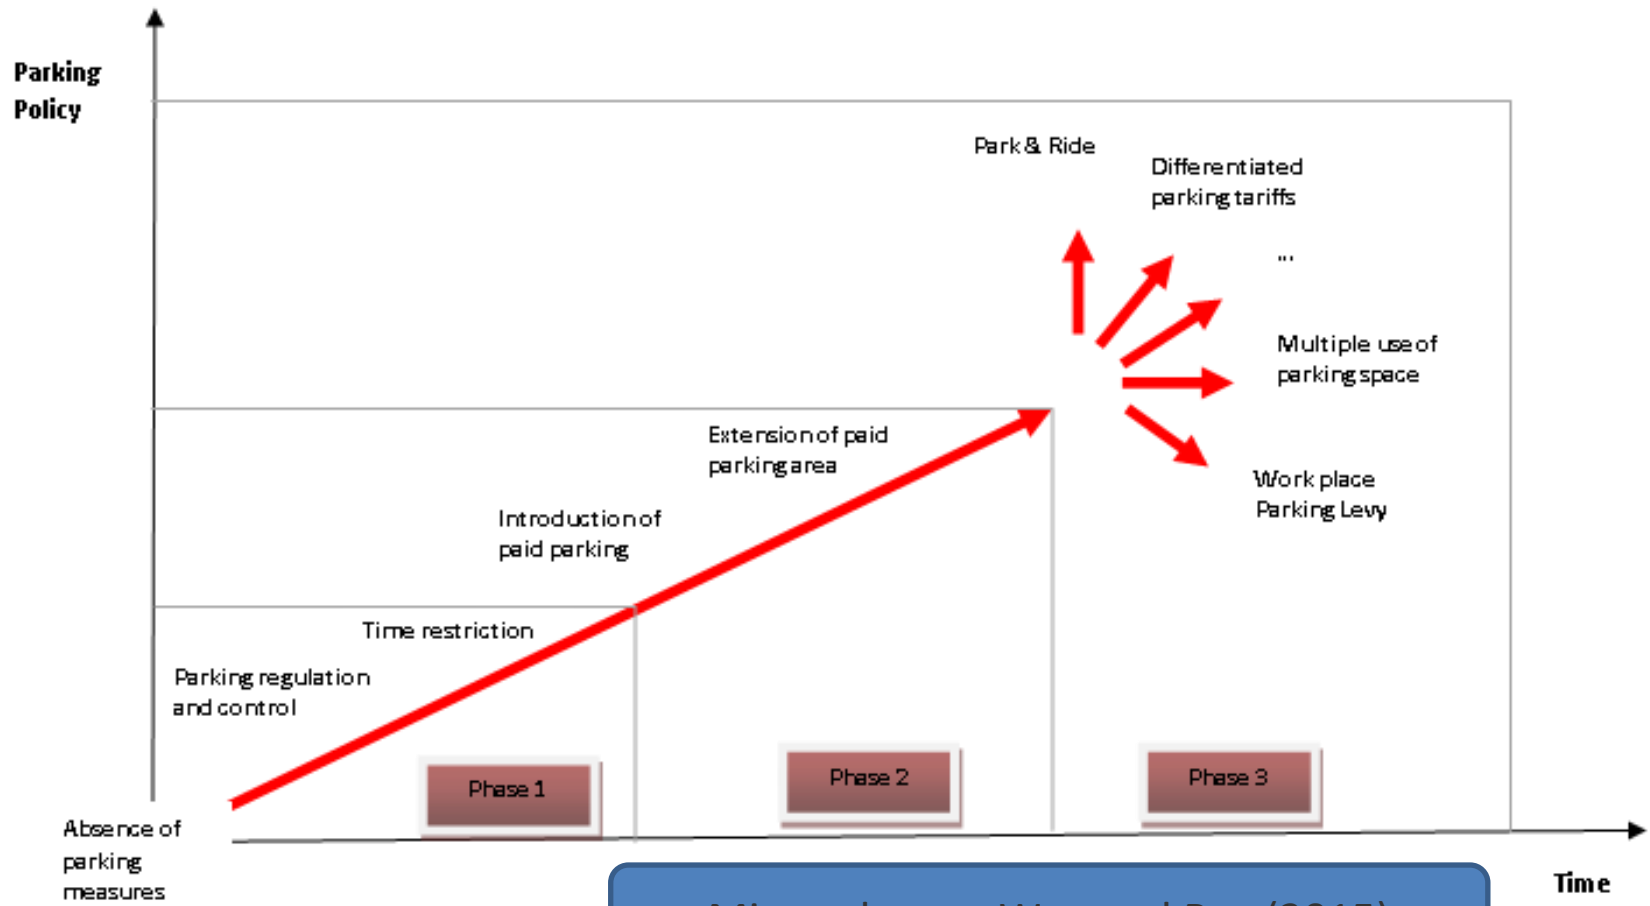 Parking
Policy
Park & Ride
Differentiated
parking tariffs
...
Multiple use of
parking space
Extension of paid
parking area
Work place
Parking Levy
Introduction of
paid parking
Time restriction
Parking regulation
and control
Phase 1
Phase 2
Phase 3
Absence of
parking
measures
Time